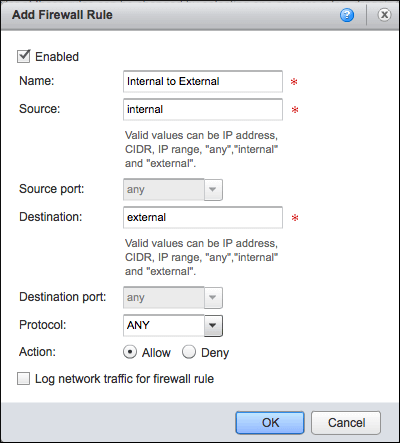 Add Firewall Rule
Enabled
Name: Internal to External *
Source: internal *
Valid values can be IP address,
CIDR, IP range, "any","internal"
and "external".
Source port: any
Destination: external *
Valid values can be IP address,
CIDR, IP range, "any","internal"
and "external".
Destination port: any
Protocol: ANY
Action: Allow Deny
Log network traffic for firewall rule
OK Cancel